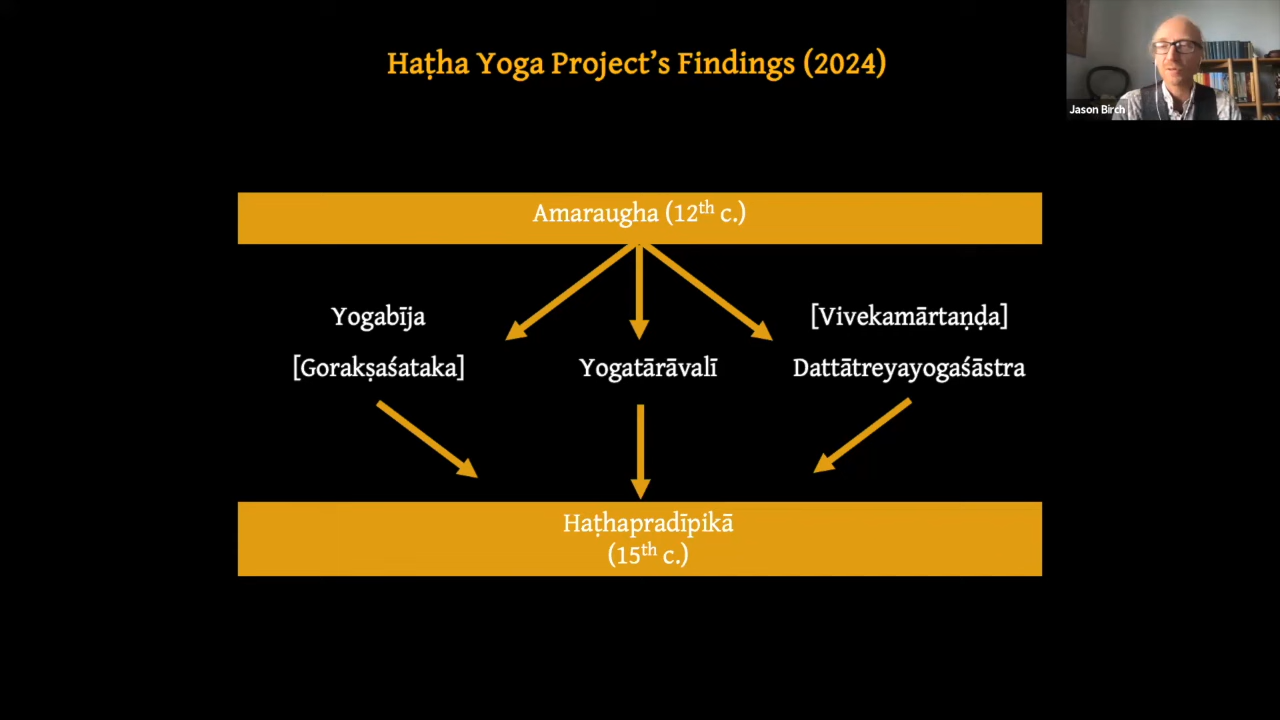 Haṭha Yoga Project's Findings (2024)
Jason Birch
Amaraugha (12th c.)
Yogabīja
[Gorakṣaśataka]
Yogatārāvalī
[Vivekamārtaṇḍa]
Dattātreyayogaśāstra
Haṭhapradīpikā
(15th c.)